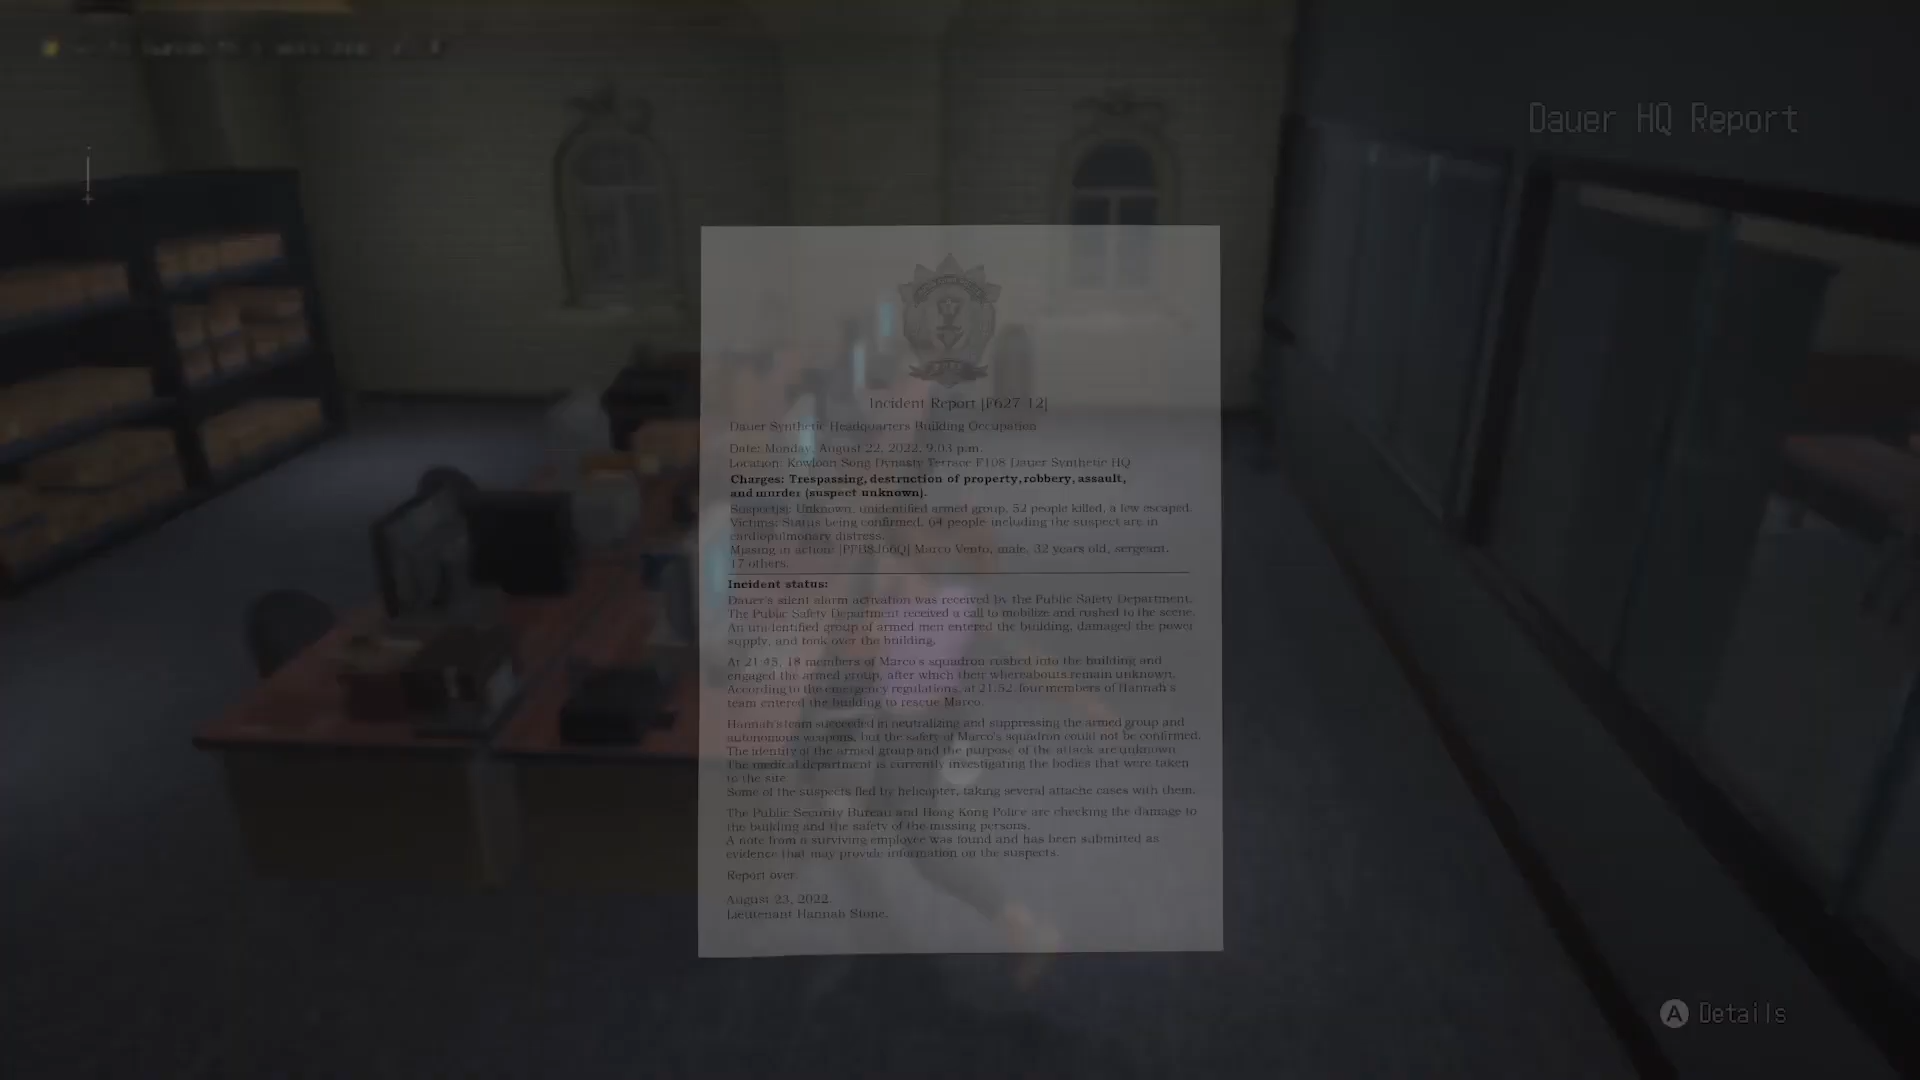 Dauer HQ Report
Incident Report [F627-12]
Dauer Synthetic Headquarters Building Occupation
Date: Monday, August 22, 2022, 9.03 p.m.
Location: Kowloon Song Dynasty Terrace F108 Dauer Synthetic HQ
Charges: Trespassing, destruction of property, robbery, assault,
and murder (suspect unknown).
Suspect(s): Unknown, unidentified armed group, 52 people killed, a few escaped.
Victims: Status being confirmed, 64 people including the suspect are in
cardiopulmonary distress.
Missing in action: Marco Vento, male, 32 years old, sergeant.
17 others.
Incident status:
Dauer's silent alarm activation was received by the Public Safety Department.
The Public Safety Department received a call to mobilize and rushed to the scene.
An unidentified group of armed men entered the building, damaged the power
supply, and took over the building.
At 21:45, 18 members of Marco's squadron rushed into the building and
engaged the armed group, after which their whereabouts remain unknown.
According to the emergency regulations, at 21:52 four members of Hannah's
team entered the building to rescue Marco.
Hannah's team succeeded in neutralizing and suppressing the armed group and
autonomous weapons, but the safety of Marco's squadron could not be confirmed.
The identity of the armed group and the purpose of the attack are unknown.
The medical department is currently investigating the bodies that were taken
to the site.
Some of the suspects fled by helicopter, taking several attache cases with them.
The Public Security Bureau and Hong Kong Police are checking the damage to
the building and the safety of the missing persons.
A note from a surviving employee was found and has been submitted as
evidence that may provide information on the suspects.
Report over.
August 23, 2022.
Lieutenant Hannah Stone.
A Details